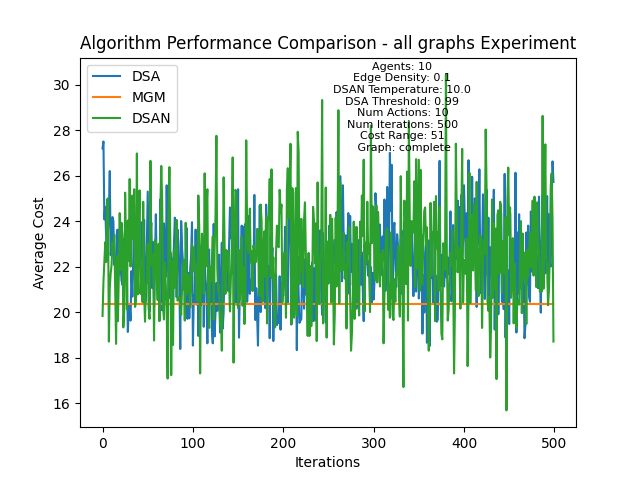 Algorithm Performance Comparison - all graphs Experiment
DSA
MGM
DSAN
Agents: 10
Edge Density: 0.1
DSAN Temperature: 10.0
DSA Threshold: 0.99
Num Actions: 10
Num Iterations: 500
Cost Range: 51
Graph: complete
Average Cost
30
28
26
24
22
20
18
16
0
100
200
300
400
500
Iterations